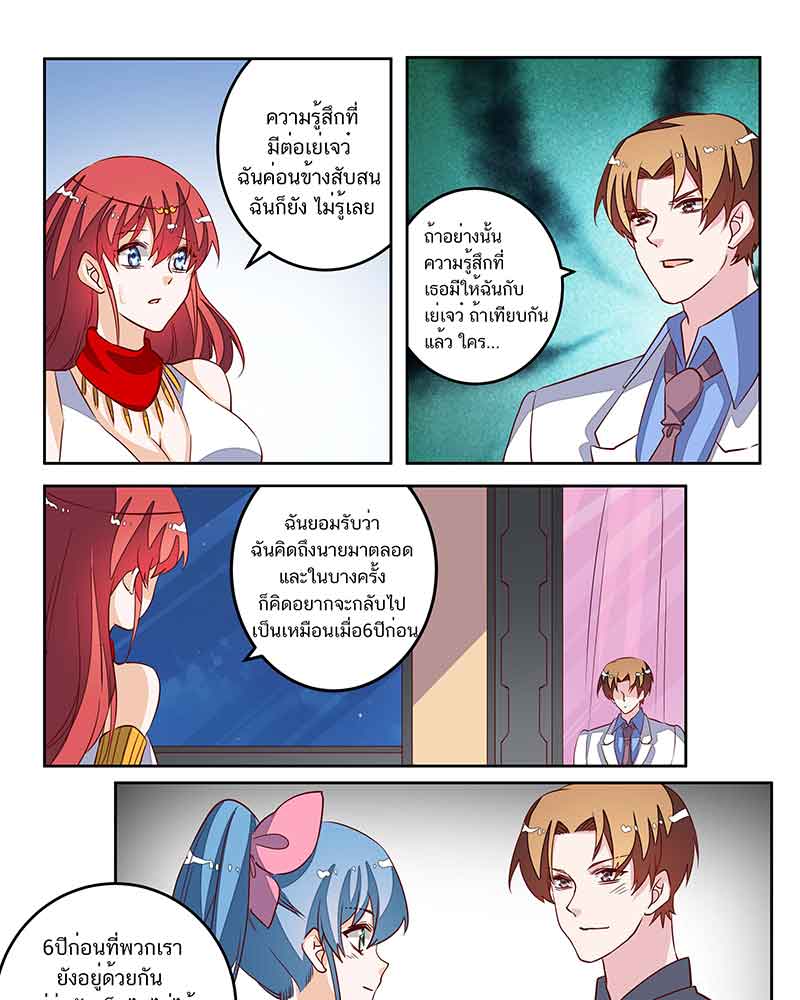 ความรู้สึกที่
มีต่อเย่เจว๋
ฉันค่อนข้างสับสน
ฉันก็ยัง ไม่รู้เลย
ถ้าอย่างนั้น
ความรู้สึกที่
เธอมีให้ฉันกับ
เย่เจว๋ ถ้าเทียบกัน
แล้ว ใคร...
ฉันยอมรับว่า
ฉันคิดถึงนายมาตลอด
และในบางครั้ง
ก็คิดอยากจะกลับไป
เป็นเหมือนเมื่อ6ปีก่อน
6ปีก่อนที่พวกเรา
ยังอยู่ด้วยกัน